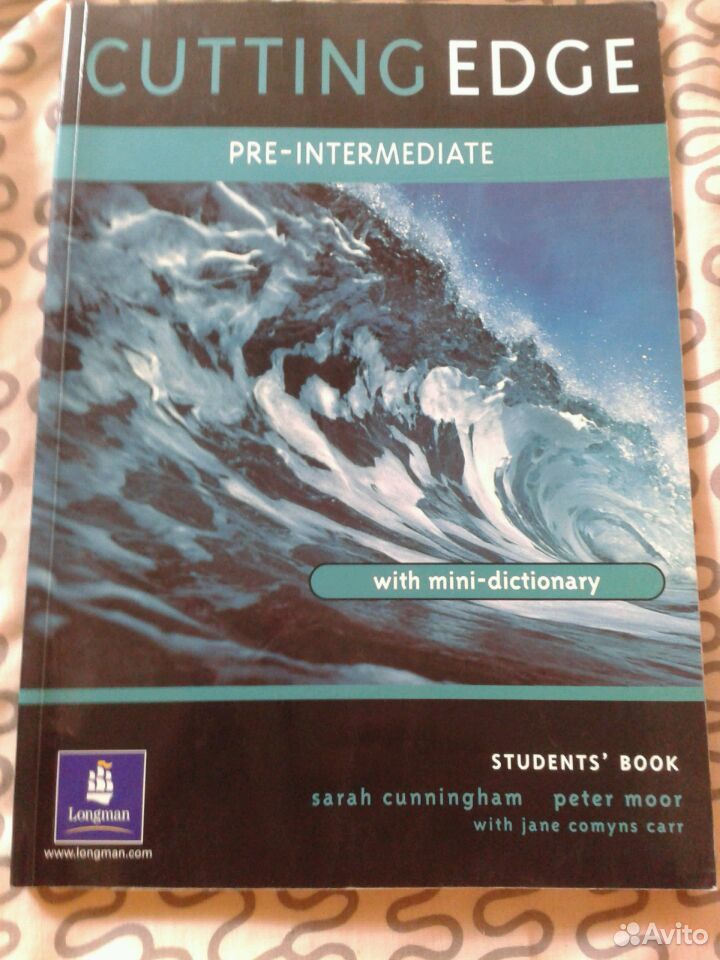 CUTTING EDGE
PRE-INTERMEDIATE
with mini-dictionary
STUDENTS' BOOK
sarah cunningham peter moor
with jane comyns carr
Longman
www.longman.com
Avito